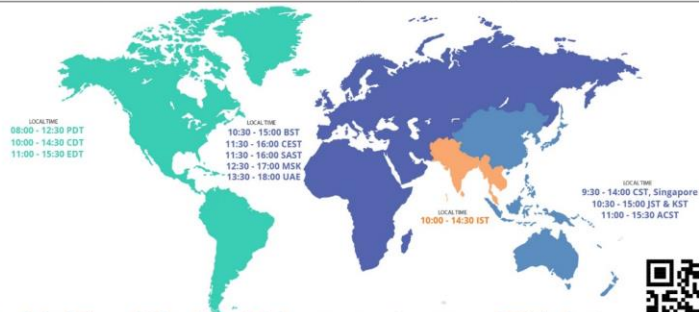 LOCAL TIME
08:00 - 12:30 PDT
10:00 - 14:30 CDT
11:00 - 15:30 EDT
LOCAL TIME
10:30 - 15:00 BST
11:30 - 16:00 CEST
11:30 - 16:00 SAST
12:30 - 17:00 MSK
13:30 - 18:00 UAE
LOCAL TIME
10:00 - 14:30 IST
LOCAL TIME
9:30 - 14:00 CST, Singapore
10:30 - 15:00 JST & KST
11:00 - 15:30 ACST